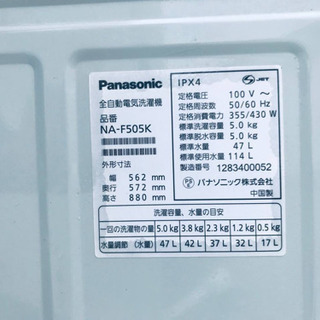 Panasonic
全自動電気洗濯機
品番
NA-F505K
外形寸法
幅 562 mm
奥行 572 mm
高さ 880 mm
IPX4
JET
定格電圧 100 V ～
定格周波数 50/60 Hz
定格消費電力 355/430 W
標準洗濯容量 5.0 kg
標準脱水容量 5.0 kg
標準水量 47 L
標準使用水量 114 L
製造番号 1283400052
パナソニック株式会社
中国製
洗濯容量、水量の目安
一回の洗濯物の量 5.0 kg 3.8 kg 2.3 kg 1.2 kg 0.5 kg
水量調節（水量） 47 L 42 L 37 L 32 L 17 L